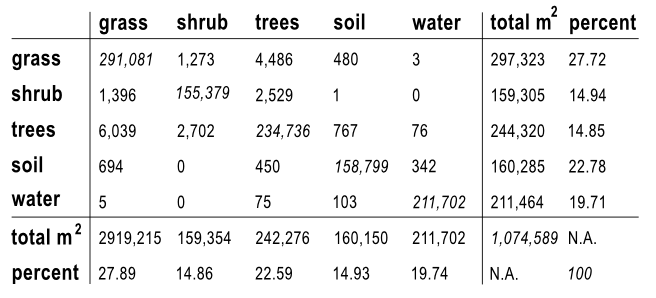 grass shrub trees soil water total m2 percent
grass 291,081 1,273 4,486 480 3 297,323 27.72
shrub 1,396 155,379 2,529 1 0 159,305 14.94
trees 6,039 2,702 234,736 767 76 244,320 14.85
soil 694 0 450 158,799 342 160,285 22.78
water 5 0 75 103 211,702 211,464 19.71
total m2 2919,215 159,354 242,276 160,150 211,702 1,074,589 N.A.
percent 27.89 14.86 22.59 14.93 19.74 N.A. 100